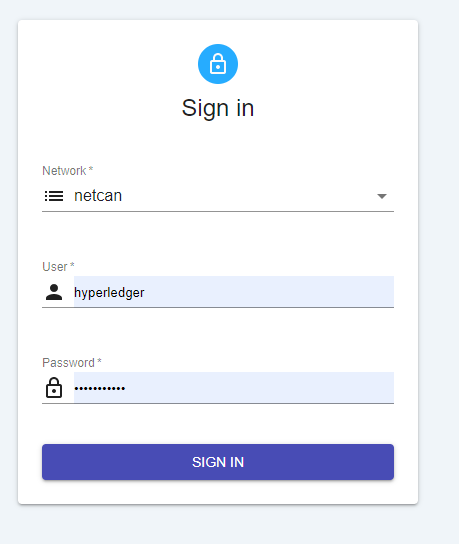 Sign in
Network *
netcan
User *
hyperledger
Password *
•••••••••••
SIGN IN